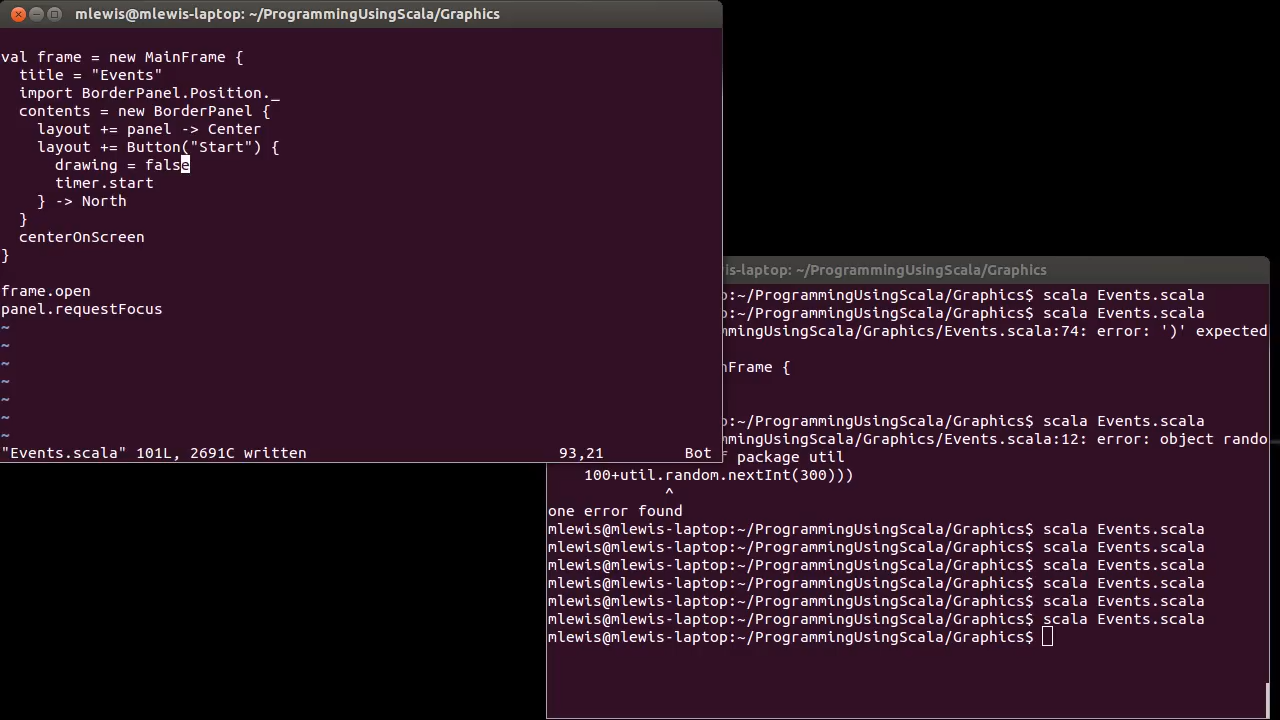 mlewis@mlewis-laptop: ~/ProgrammingUsingScala/Graphics
val frame = new MainFrame {
  title = "Events"
  import BorderPanel.Position._
  contents = new BorderPanel {
    layout += panel -> Center
    layout += Button("Start") {
      drawing = false
      timer.start
    } -> North
  }
  centerOnScreen
}
frame.open
panel.requestFocus
~
~
~
~
~
~
~
"Events.scala" 101L, 2691C written 93,21 Bot
is-laptop: ~/ProgrammingUsingScala/Graphics
p:~/ProgrammingUsingScala/Graphics$ scala Events.scala
p:~/ProgrammingUsingScala/Graphics$ scala Events.scala
mmingUsingScala/Graphics/Events.scala:74: error: ')' expected
nFrame {
p:~/ProgrammingUsingScala/Graphics$ scala Events.scala
mmingUsingScala/Graphics/Events.scala:12: error: object rando
f package util
    100+util.random.nextInt(300)))
             ^
one error found
mlewis@mlewis-laptop:~/ProgrammingUsingScala/Graphics$ scala Events.scala
mlewis@mlewis-laptop:~/ProgrammingUsingScala/Graphics$ scala Events.scala
mlewis@mlewis-laptop:~/ProgrammingUsingScala/Graphics$ scala Events.scala
mlewis@mlewis-laptop:~/ProgrammingUsingScala/Graphics$ scala Events.scala
mlewis@mlewis-laptop:~/ProgrammingUsingScala/Graphics$ scala Events.scala
mlewis@mlewis-laptop:~/ProgrammingUsingScala/Graphics$ scala Events.scala
mlewis@mlewis-laptop:~/ProgrammingUsingScala/Graphics$